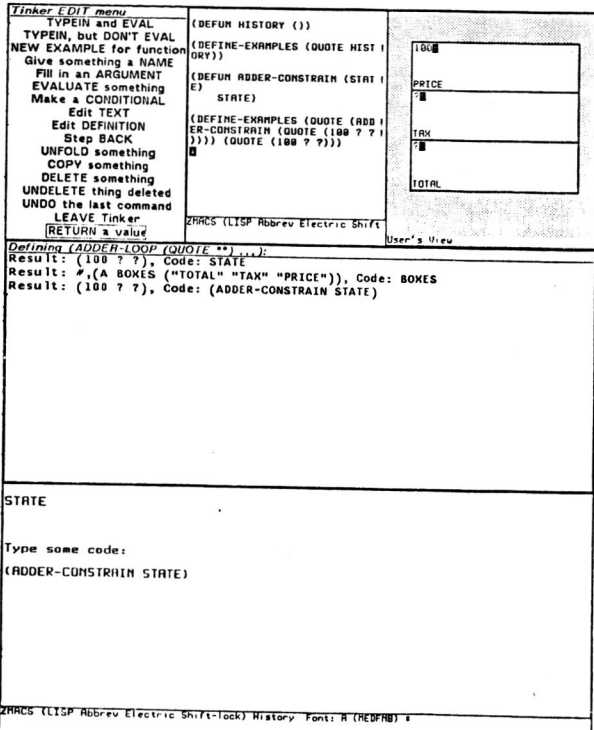 Tinker EDIT menu
TYPEIN and EVAL
TYPEIN, but DON'T EVAL
NEW EXAMPLE for function
Give something a NAME
Fill in an ARGUMENT
EVALUATE something
Make a CONDITIONAL
Edit TEXT
Edit DEFINITION
Step BACK
UNFOLD something
COPY something
DELETE something
UNDELETE thing deleted
UNDO the last command
LEAVE Tinker
RETURN a value
(DEFUN HISTORY ())
(DEFINE-EXAMPLES (QUOTE HIST !
ORY))
(DEFUN ADDER-CONSTRAIN (STAT !
E)
STATE)
(DEFINE-EXAMPLES (QUOTE (ADD !
ER-CONSTRAIN (QUOTE (100 ? ? !
)))) (QUOTE (100 ? ?)))
ZMACS (LISP Abbrev Electric Shift
100
PRICE
?
TAX
?
TOTAL
User's View
Defining (ADDER-LOOP (QUOTE **) ...):
Result: (100 ? ?), Code: STATE
Result: #,(A BOXES ("TOTAL" "TAX" "PRICE")), Code: BOXES
Result: (100 ? ?), Code: (ADDER-CONSTRAIN STATE)
STATE
Type some code:
(ADDER-CONSTRAIN STATE)
ZMACS (LISP Abbrev Electric Shift-lock) History Font: A (MEDFNB) *